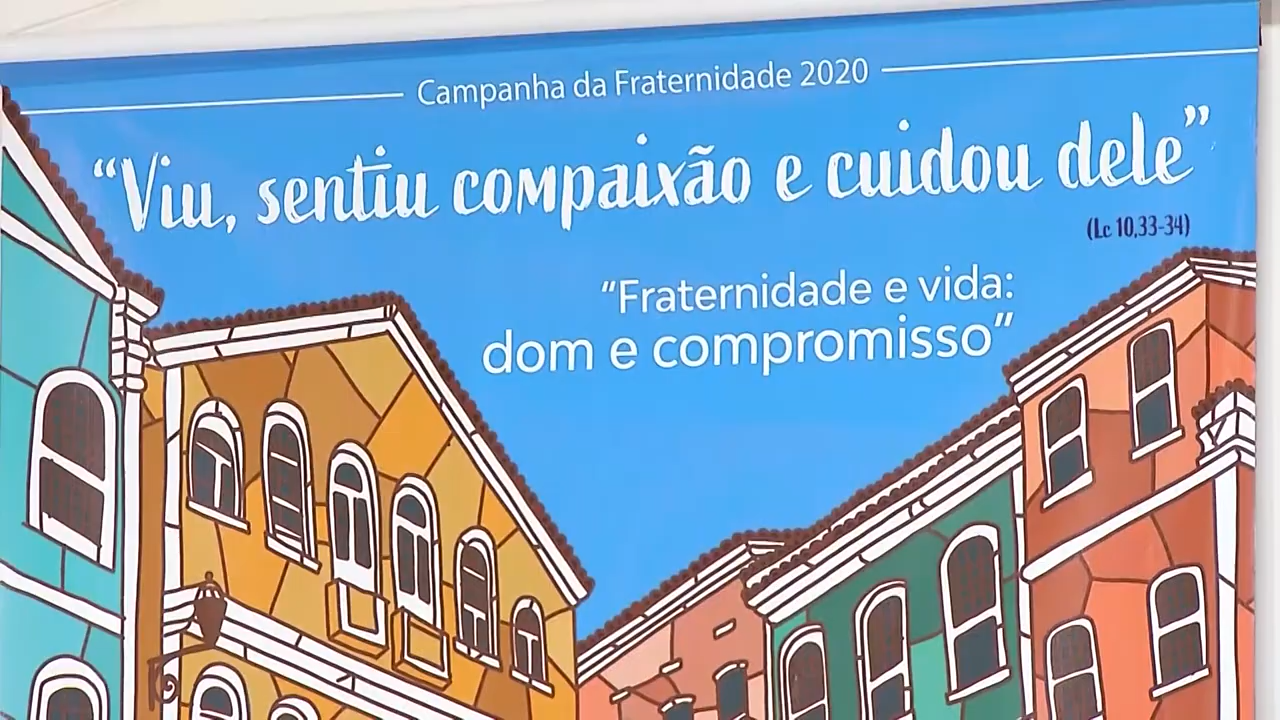 Campanha da Fraternidade 2020
“Viu, sentiu compaixão e cuidou dele”
(Lc 10,33-34)
“Fraternidade e vida:
dom e compromisso”